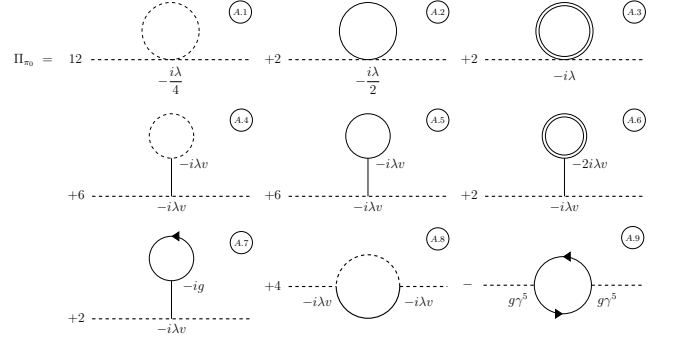 A.1 A.2 A.3
Π_{π₀} = 12 +2 +2
−iλ/4 −iλ/2 −iλ
A.4 A.5 A.6
−iλv −iλv −2iλv
+6 +6 +2
−iλv −iλv −iλv
A.7 A.8 A.9
−ig +4 −
−iλv −iλv gγ⁵ gγ⁵
+2
−iλv